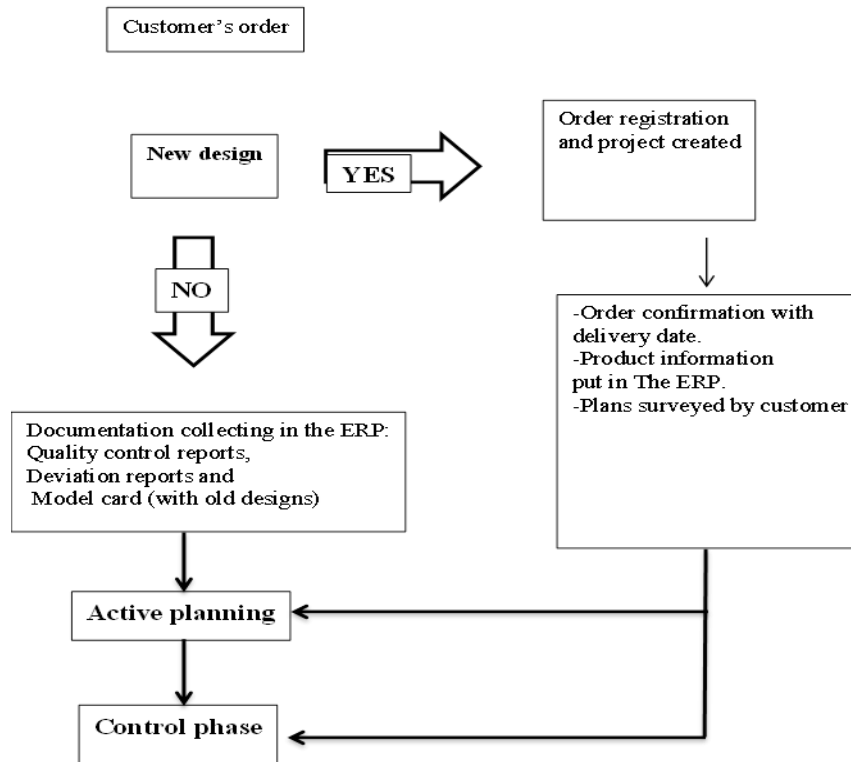 Customer's order
New design
YES
Order registration
and project created
NO
-Order confirmation with
delivery date.
-Product information
put in The ERP.
-Plans surveyed by customer
Documentation collecting in the ERP:
Quality control reports,
Deviation reports and
Model card (with old designs)
Active planning
Control phase